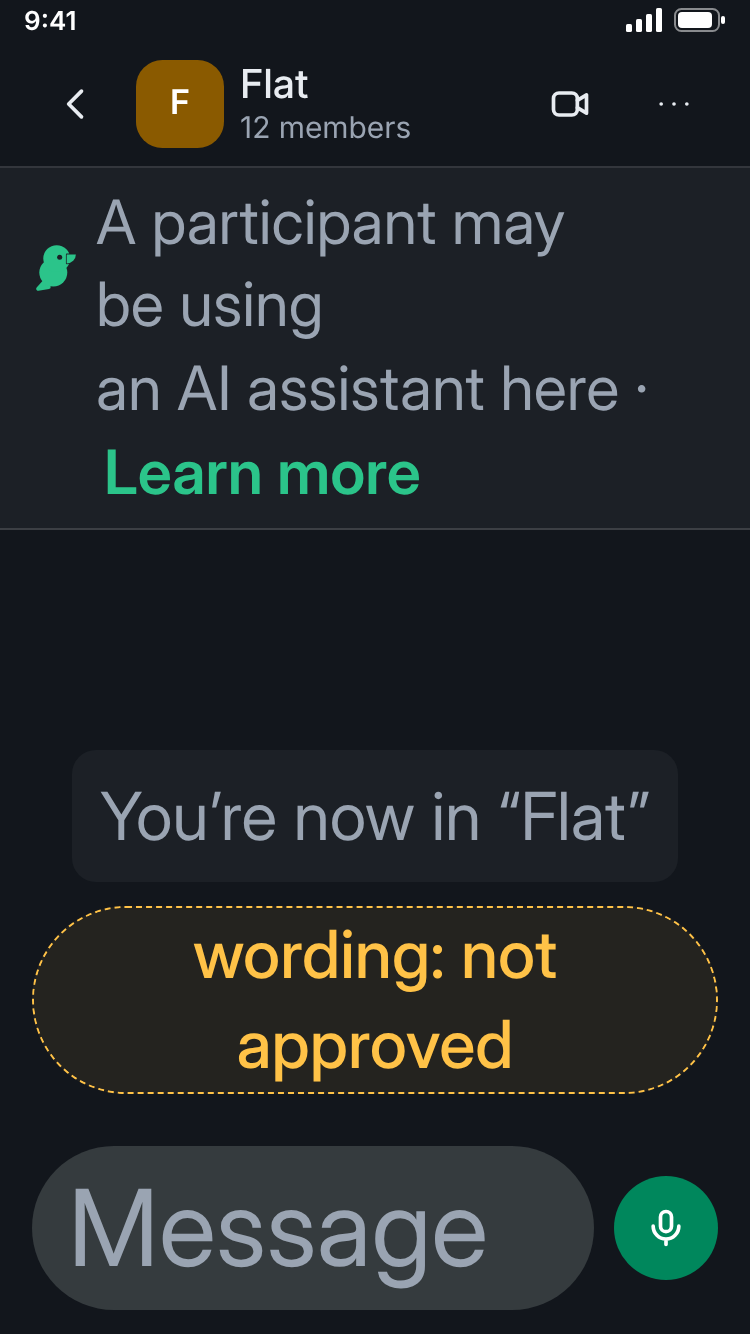 9:41
F
Flat
12 members
A participant may
be using
an AI assistant here ·
Learn more
You’re now in “Flat”
wording: not
approved
Message